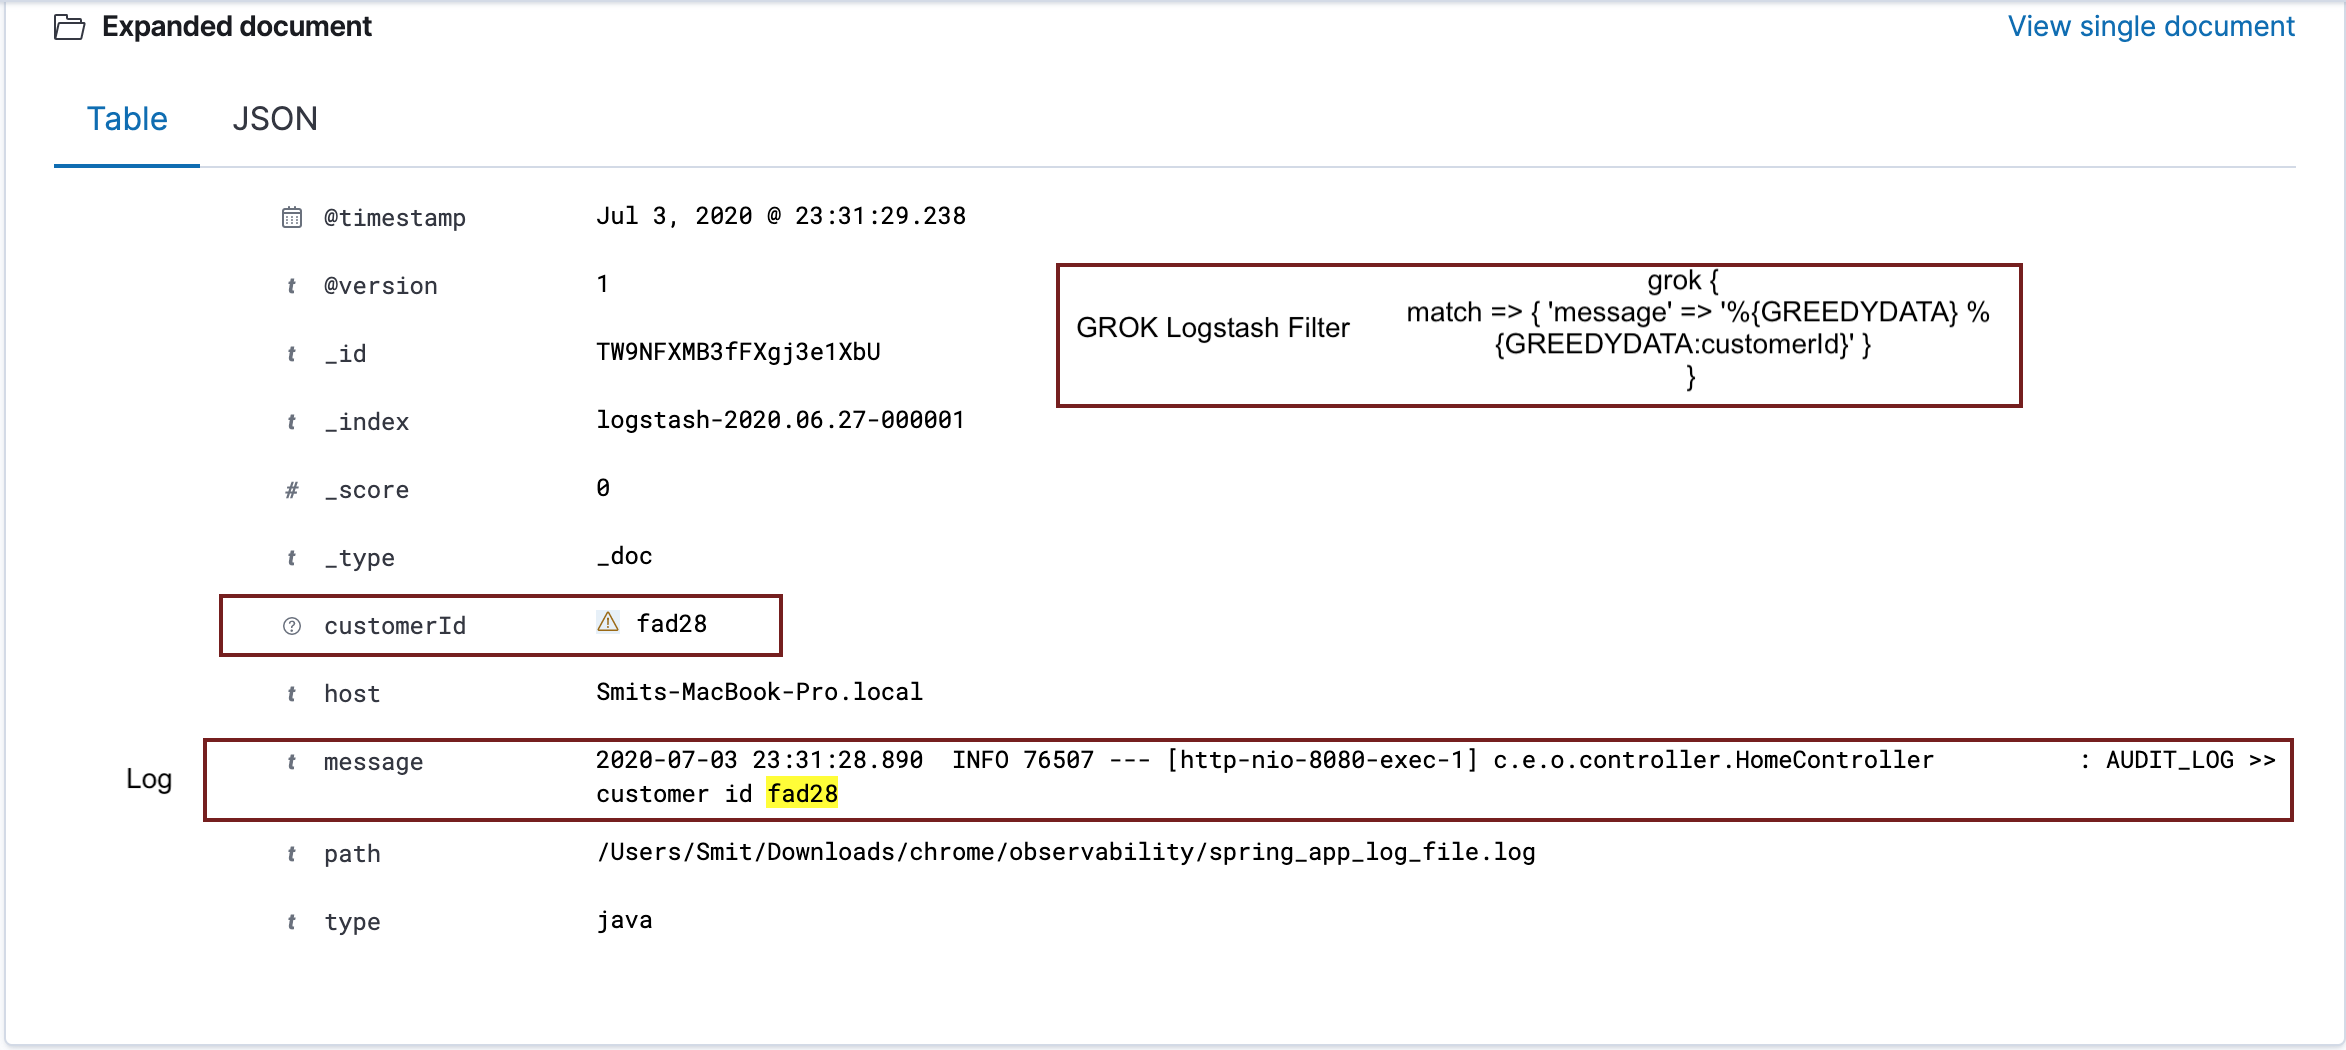 Expanded document
View single document
Table JSON
@timestamp Jul 3, 2020 @ 23:31:29.238
@version 1
_id TW9NFXMB3fFXgj3e1XbU
_index logstash-2020.06.27-000001
_score 0
_type _doc
customerId fad28
host Smits-MacBook-Pro.local
Log
message 2020-07-03 23:31:28.890  INFO 76507 --- [http-nio-8080-exec-1] c.e.o.controller.HomeController          : AUDIT_LOG >>
customer id fad28
path /Users/Smit/Downloads/chrome/observability/spring_app_log_file.log
type java
GROK Logstash Filter
grok {
match => { 'message' => '%{GREEDYDATA} %
{GREEDYDATA:customerId}' }
}